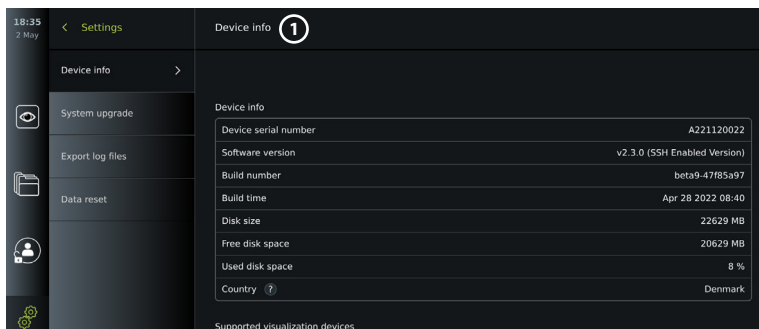 18:35
2 May
Settings
Device info
1
Device info
System upgrade
Export log files
Data reset
Device info
Device serial number A221120022
Software version v2.3.0 (SSH Enabled Version)
Build number beta9-47f85a97
Build time Apr 28 2022 08:40
Disk size 22629 MB
Free disk space 20629 MB
Used disk space 8 %
Country ? Denmark
Supported visualization devices